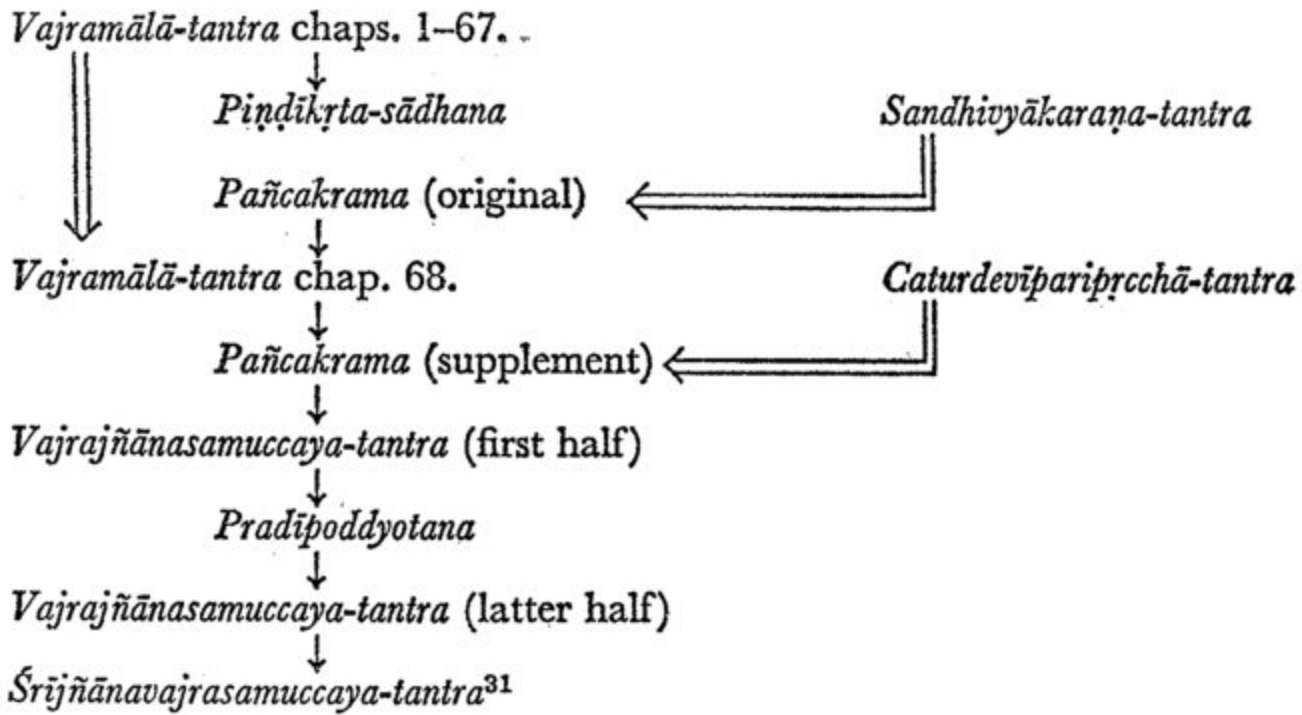 Vajramālā-tantra chaps. 1–67.
Piṇḍīkṛta-sādhana
Sandhivyākaraṇa-tantra
Pañcakrama (original)
Vajramālā-tantra chap. 68.
Caturdevīparipṛcchā-tantra
Pañcakrama (supplement)
Vajrajñānasamuccaya-tantra (first half)
Pradīpoddyotana
Vajrajñānasamuccaya-tantra (latter half)
Śrījñānavajrasamuccaya-tantra³¹